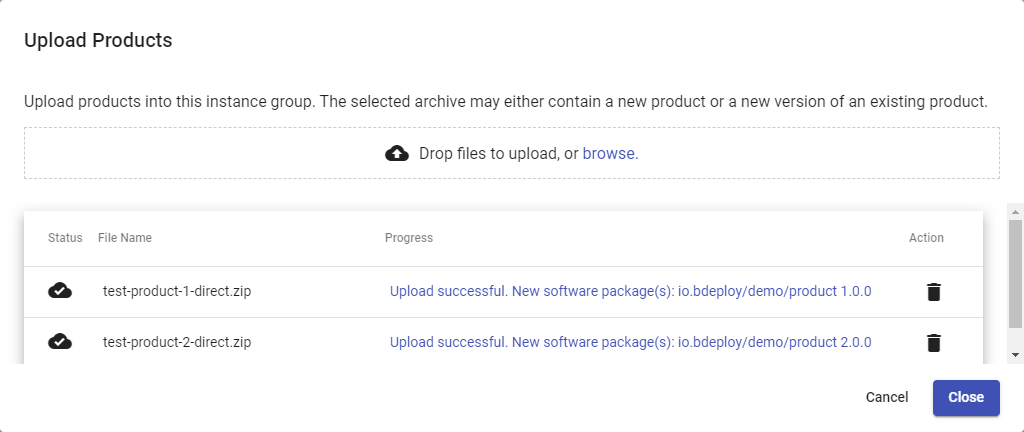 Upload Products
Upload products into this instance group. The selected archive may either contain a new product or a new version of an existing product.
Drop files to upload, or browse.
Status File Name Progress Action
test-product-1-direct.zip Upload successful. New software package(s): io.bdeploy/demo/product 1.0.0
test-product-2-direct.zip Upload successful. New software package(s): io.bdeploy/demo/product 2.0.0
Cancel Close